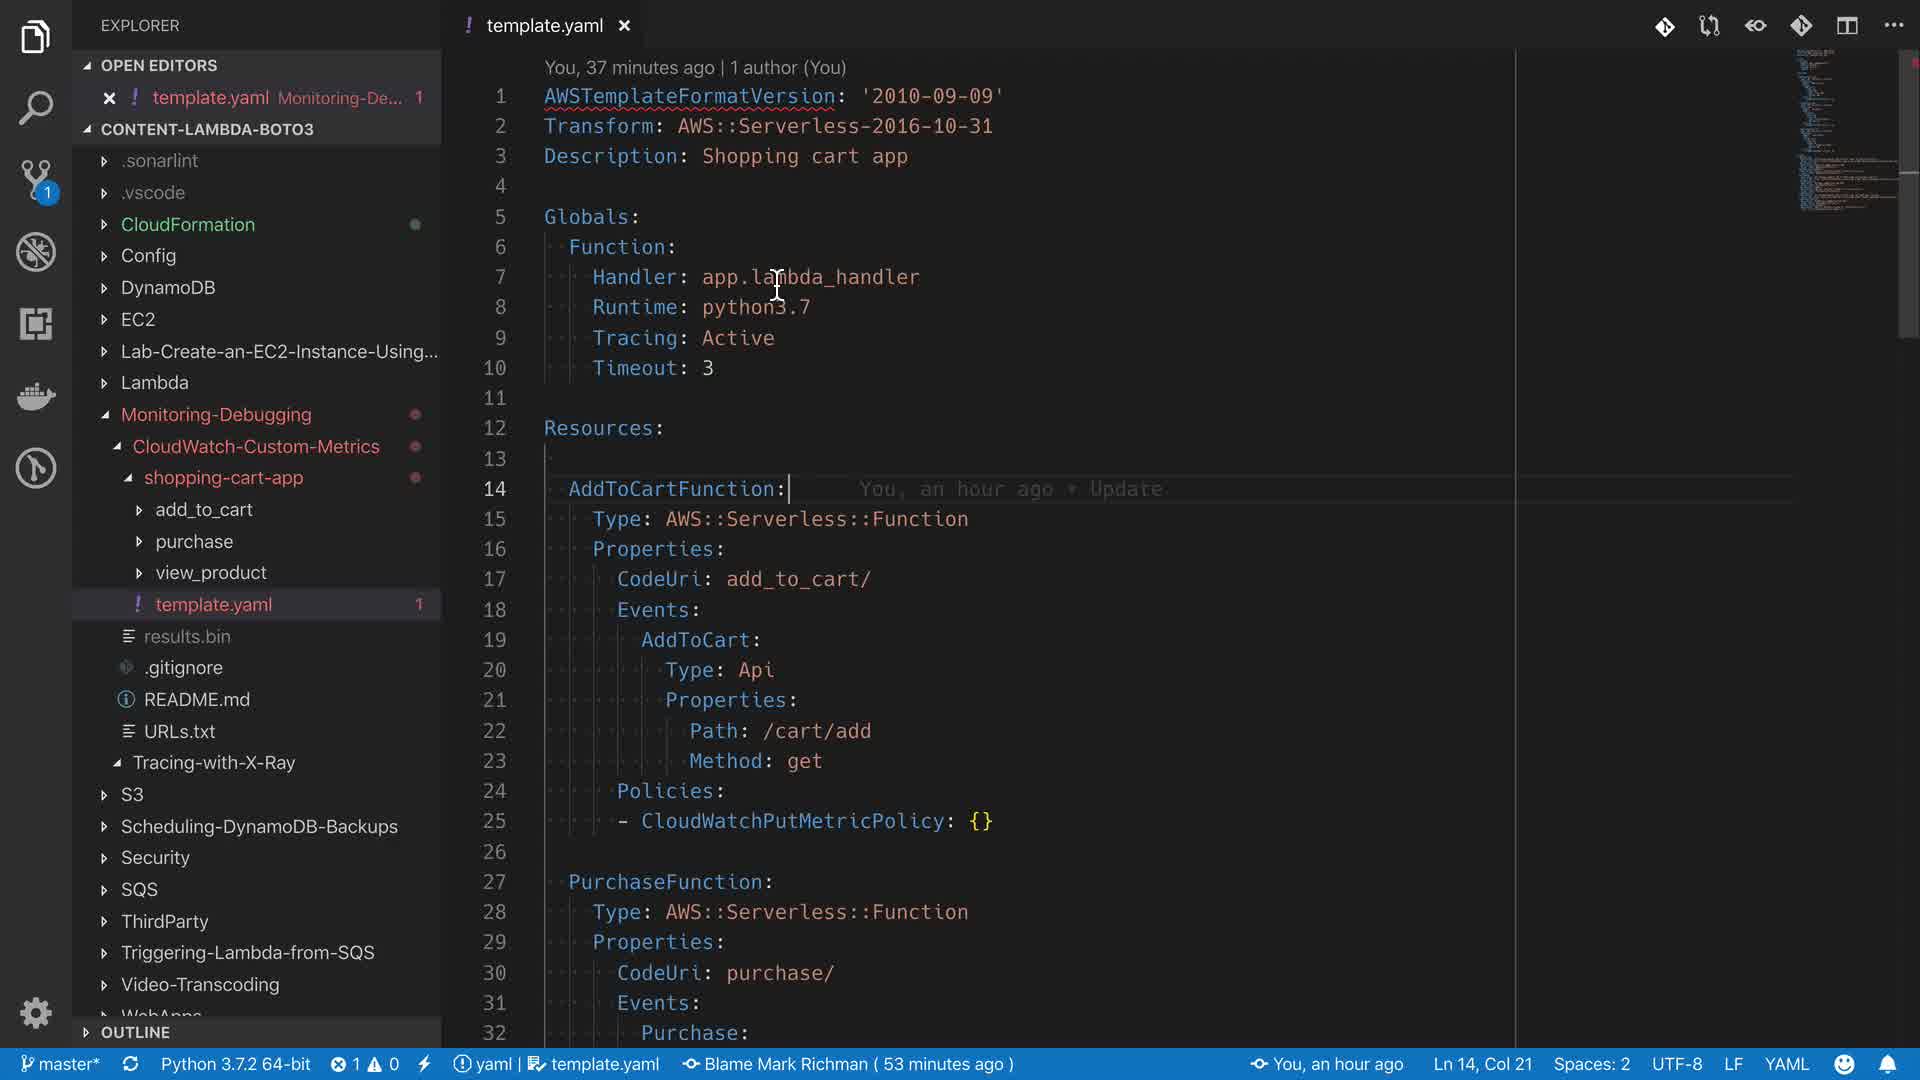 EXPLORER
OPEN EDITORS
template.yaml Monitoring-De... 1
CONTENT-LAMBDA-BOTO3
.sonarlint
.vscode
CloudFormation
Config
DynamoDB
EC2
Lab-Create-an-EC2-Instance-Using...
Lambda
Monitoring-Debugging
CloudWatch-Custom-Metrics
shopping-cart-app
add_to_cart
purchase
view_product
template.yaml 1
results.bin
.gitignore
README.md
URLs.txt
Tracing-with-X-Ray
S3
Scheduling-DynamoDB-Backups
Security
SQS
ThirdParty
Triggering-Lambda-from-SQS
Video-Transcoding
WebApps
OUTLINE
1
template.yaml
You, 37 minutes ago | 1 author (You)
1 AWSTemplateFormatVersion: '2010-09-09'
2 Transform: AWS::Serverless-2016-10-31
3 Description: Shopping cart app
4
5 Globals:
6 Function:
7 Handler: app.lambda_handler
8 Runtime: python3.7
9 Tracing: Active
10 Timeout: 3
11
12 Resources:
13
14 AddToCartFunction: You, an hour ago • Update
15 Type: AWS::Serverless::Function
16 Properties:
17 CodeUri: add_to_cart/
18 Events:
19 AddToCart:
20 Type: Api
21 Properties:
22 Path: /cart/add
23 Method: get
24 Policies:
25 - CloudWatchPutMetricPolicy: {}
26
27 PurchaseFunction:
28 Type: AWS::Serverless::Function
29 Properties:
30 CodeUri: purchase/
31 Events:
32 Purchase:
master* Python 3.7.2 64-bit 1 0 yaml | template.yaml Blame Mark Richman ( 53 minutes ago ) You, an hour ago Ln 14, Col 21 Spaces: 2 UTF-8 LF YAML